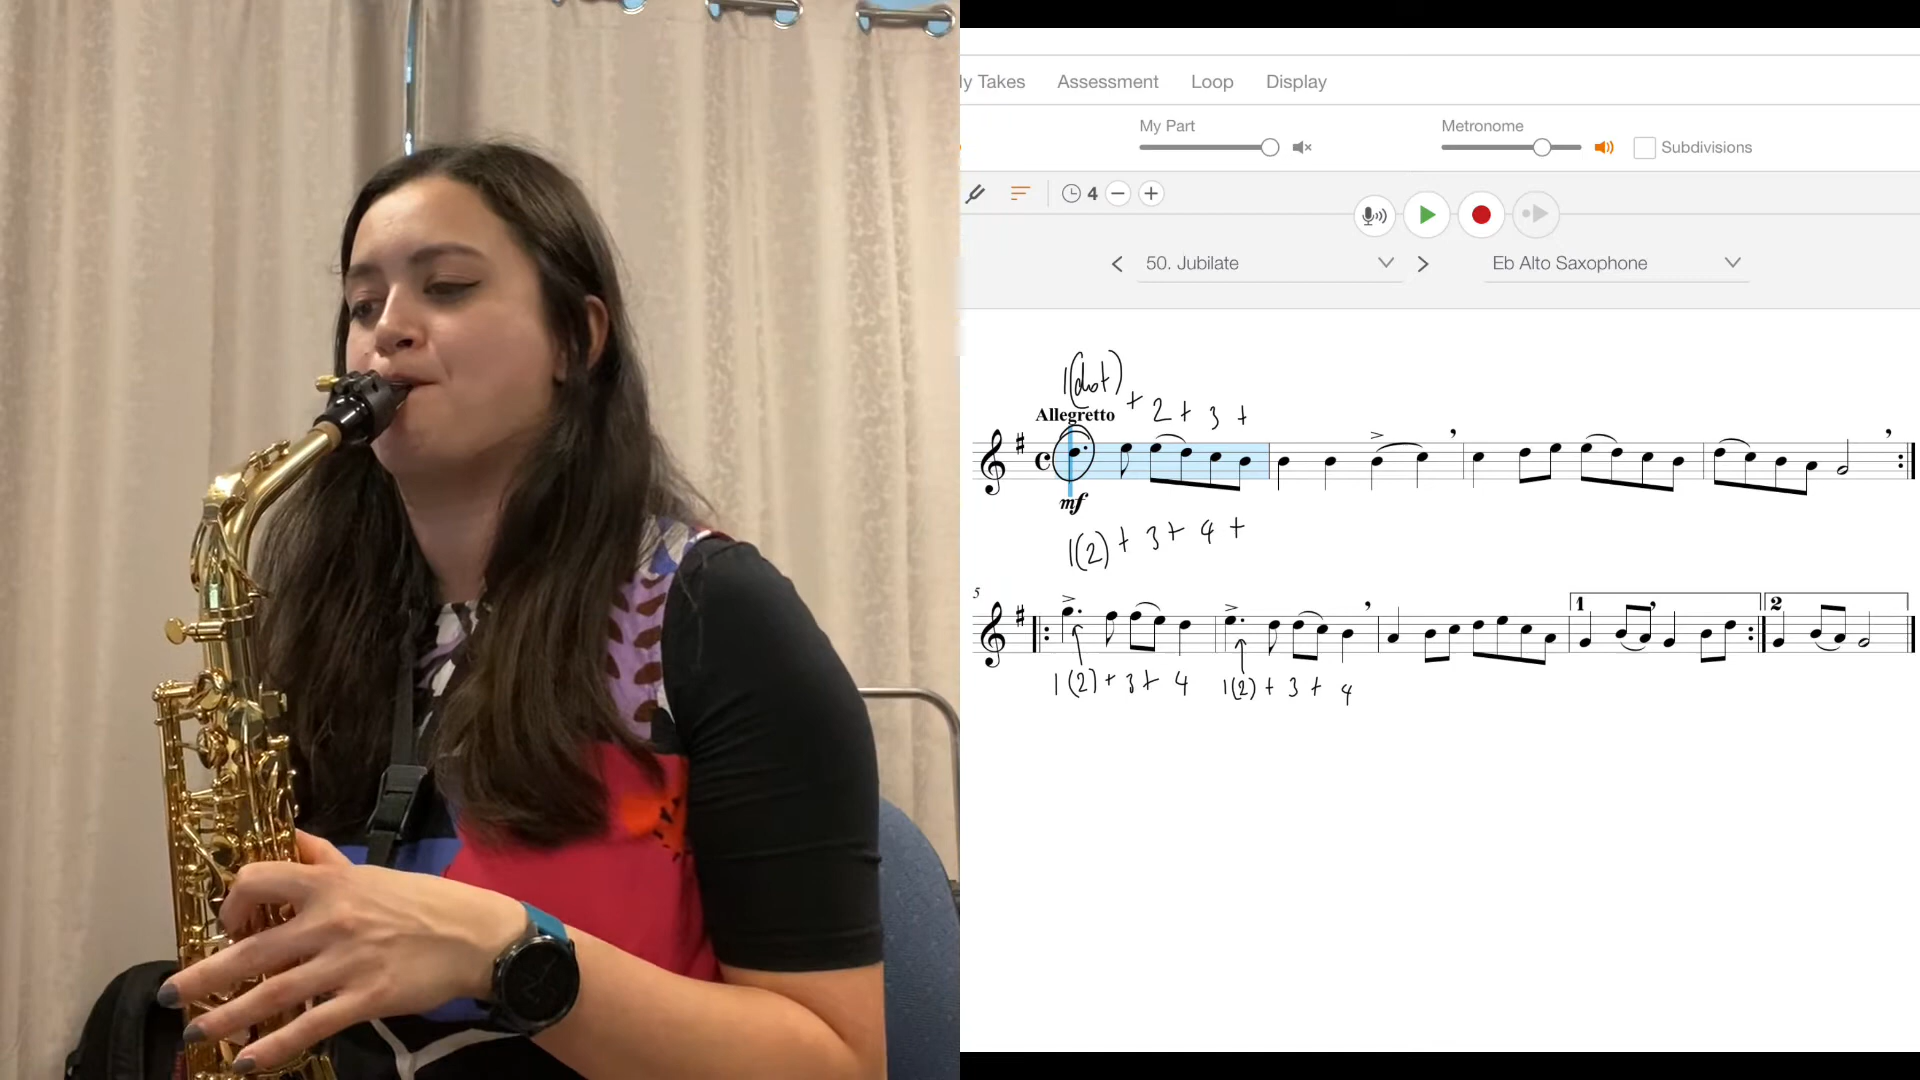 ly Takes Assessment Loop Display
My Part Metronome
Subdivisions
4
50. Jubilate Eb Alto Saxophone
1(dot) + 2 + 3 +
Allegretto
mf
1(2) + 3 + 4 +
5 1 2
1(2) + 3 + 4 1(2) + 3 + 4